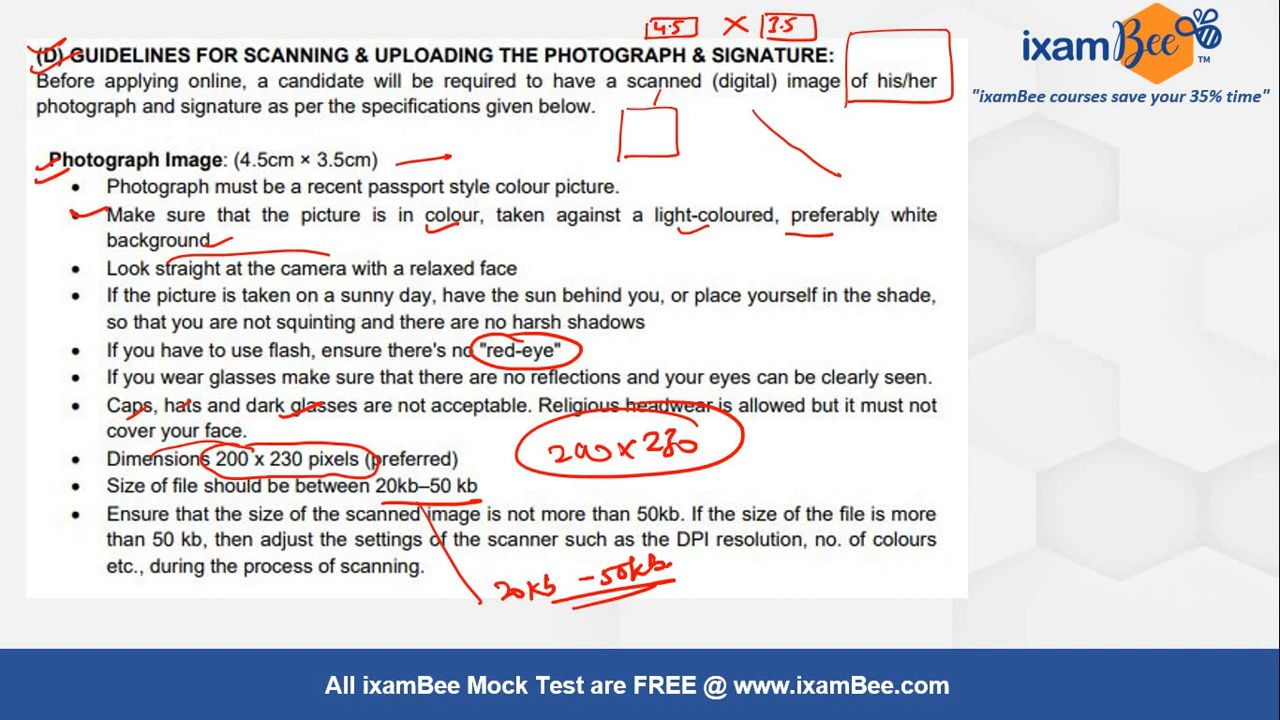 4.5 × 3.5
ixamBee
TM
"ixamBee courses save your 35% time"
(D) GUIDELINES FOR SCANNING & UPLOADING THE PHOTOGRAPH & SIGNATURE:
Before applying online, a candidate will be required to have a scanned (digital) image of his/her
photograph and signature as per the specifications given below.
Photograph Image: (4.5cm × 3.5cm)
• Photograph must be a recent passport style colour picture.
• Make sure that the picture is in colour, taken against a light-coloured, preferably white
background
• Look straight at the camera with a relaxed face
• If the picture is taken on a sunny day, have the sun behind you, or place yourself in the shade,
so that you are not squinting and there are no harsh shadows
• If you have to use flash, ensure there's no "red-eye"
• If you wear glasses make sure that there are no reflections and your eyes can be clearly seen.
• Caps, hats and dark glasses are not acceptable. Religious headwear is allowed but it must not
cover your face.
200 x 230
• Dimensions 200 x 230 pixels (preferred)
• Size of file should be between 20kb–50 kb
• Ensure that the size of the scanned image is not more than 50kb. If the size of the file is more
than 50 kb, then adjust the settings of the scanner such as the DPI resolution, no. of colours
etc., during the process of scanning.
20kb - 50kb
All ixamBee Mock Test are FREE @ www.ixamBee.com